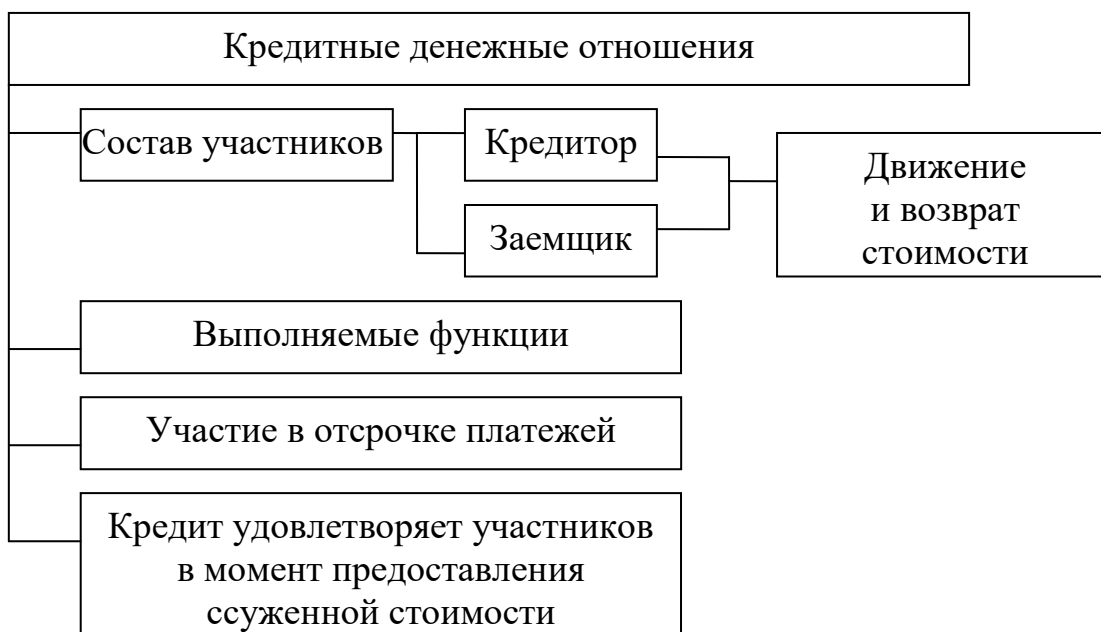 Кредитные денежные отношения
Состав участников
Кредитор
Заемщик
Движение
и возврат
стоимости
Выполняемые функции
Участие в отсрочке платежей
Кредит удовлетворяет участников
в момент предоставления
ссуженной стоимости